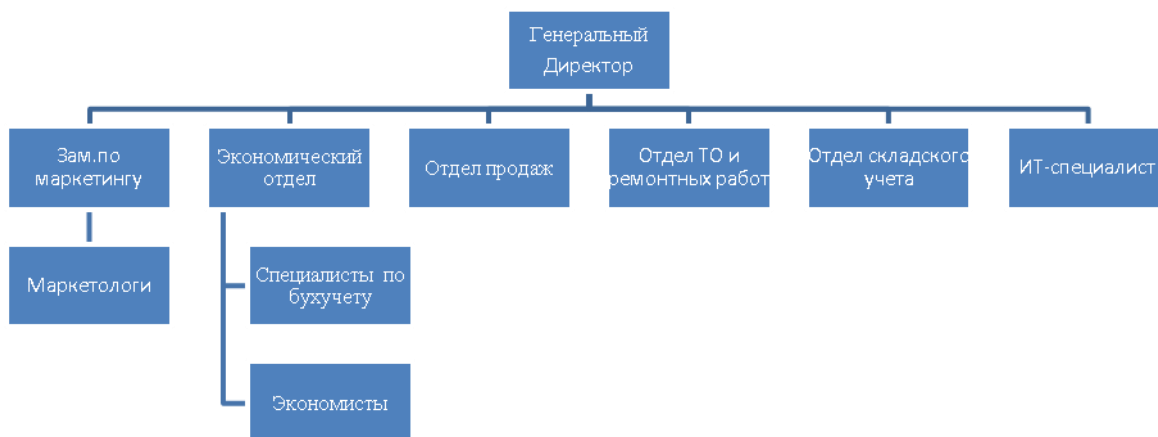 Генеральный
Директор
Зам.по
маркетингу
Экономический
отдел
Отдел продаж
Отдел ТО и
ремонтных работ
Отдел складского
учета
ИТ-специалист
Маркетологи
Специалисты по
бухучету
Экономисты